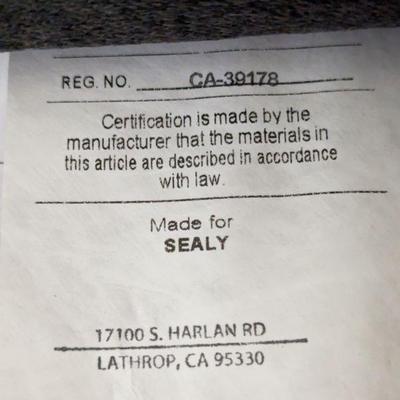 REG. NO. CA-39178
Certification is made by the
manufacturer that the materials in
this article are described in accordance
with law.
Made for
SEALY
17100 S. HARLAN RD
LATHROP, CA 95330